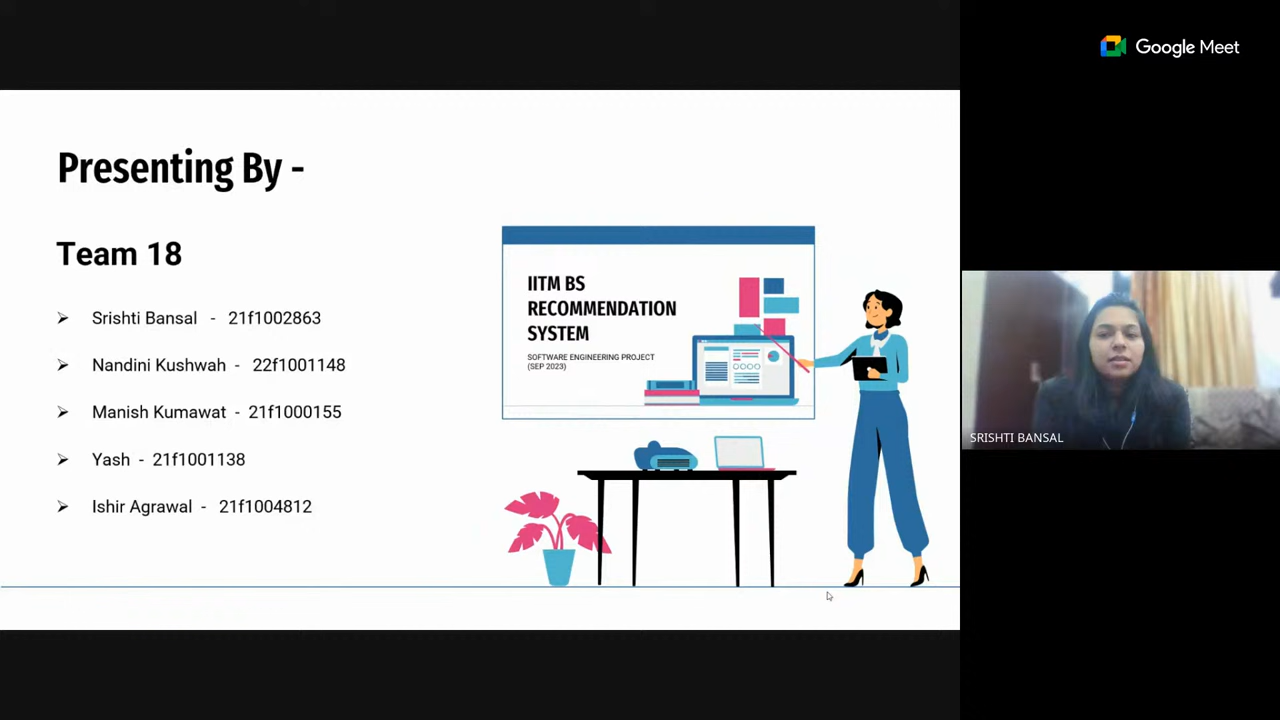 Google Meet
Presenting By -
Team 18
Srishti Bansal - 21f1002863
Nandini Kushwah - 22f1001148
Manish Kumawat - 21f1000155
Yash - 21f1001138
Ishir Agrawal - 21f1004812
IITM BS
RECOMMENDATION
SYSTEM
SOFTWARE ENGINEERING PROJECT
(SEP 2023)
SRISHTI BANSAL